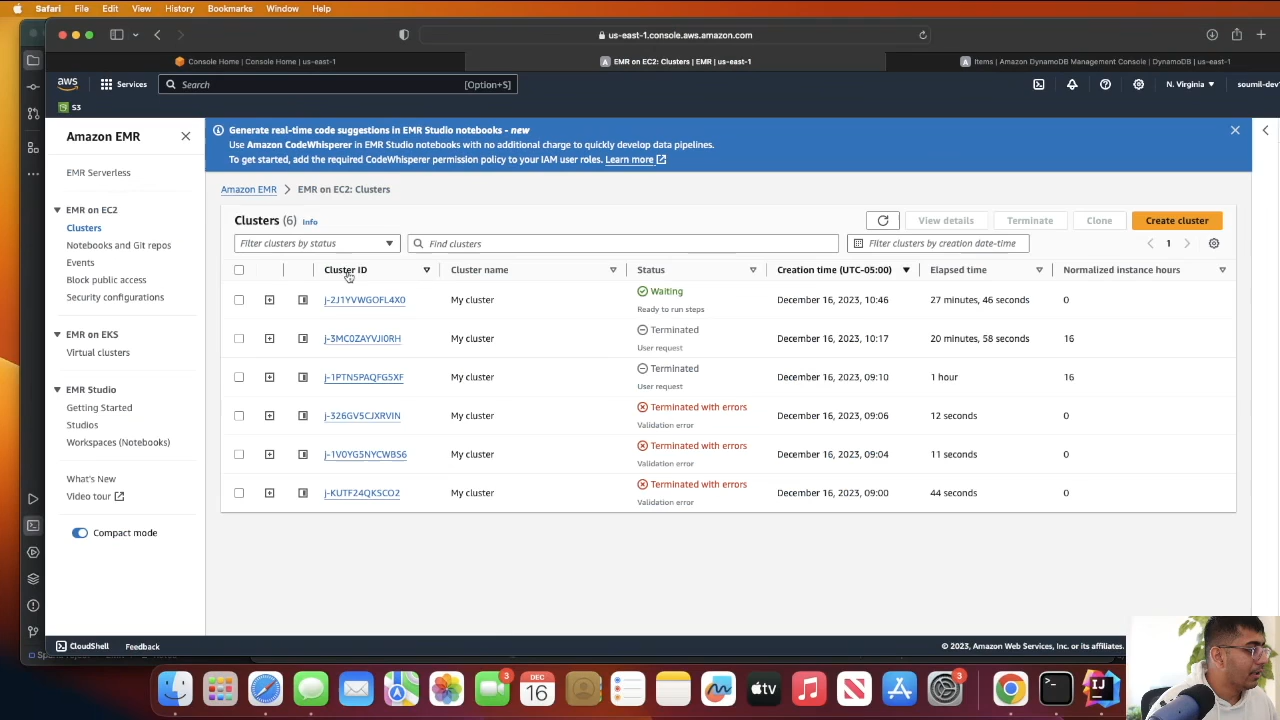 Safari File Edit View History Bookmarks Window Help
us-east-1.console.aws.amazon.com
Console Home | Console Home | us-east-1
EMR on EC2: Clusters | EMR | us-east-1
Items | Amazon DynamoDB Management Console | DynamoDB | us-east-1
aws Services Search [Option+S] N. Virginia soumil-dev
S3
Amazon EMR
EMR Serverless
EMR on EC2
Clusters
Notebooks and Git repos
Events
Block public access
Security configurations
EMR on EKS
Virtual clusters
EMR Studio
Getting Started
Studios
Workspaces (Notebooks)
What's New
Video tour
Compact mode
Generate real-time code suggestions in EMR Studio notebooks - new
Use Amazon CodeWhisperer in EMR Studio notebooks with no additional charge to quickly develop data pipelines.
To get started, add the required CodeWhisperer permission policy to your IAM user roles. Learn more
Amazon EMR EMR on EC2: Clusters
Clusters (6) Info View details Terminate Clone Create cluster
Filter clusters by status Find clusters Filter clusters by creation date-time 1
Cluster ID Cluster name Status Creation time (UTC-05:00) Elapsed time Normalized instance hours
j-2J1YVWGOFL4X0 My cluster Waiting December 16, 2023, 10:46 27 minutes, 46 seconds 0
Ready to run steps
j-3MC0ZAYVJI0RH My cluster Terminated December 16, 2023, 10:17 20 minutes, 58 seconds 16
User request
j-1PTN5PAQFG5XF My cluster Terminated December 16, 2023, 09:10 1 hour 16
User request
j-326GV5CJXRVIN My cluster Terminated with errors December 16, 2023, 09:06 12 seconds 0
Validation error
j-1V0YG5NYCWBS6 My cluster Terminated with errors December 16, 2023, 09:04 11 seconds 0
Validation error
j-KUTF24QKSCO2 My cluster Terminated with errors December 16, 2023, 09:00 44 seconds 0
Validation error
CloudShell Feedback © 2023, Amazon Web Services, Inc. or its affiliates.
3
DEC
16
tv
3